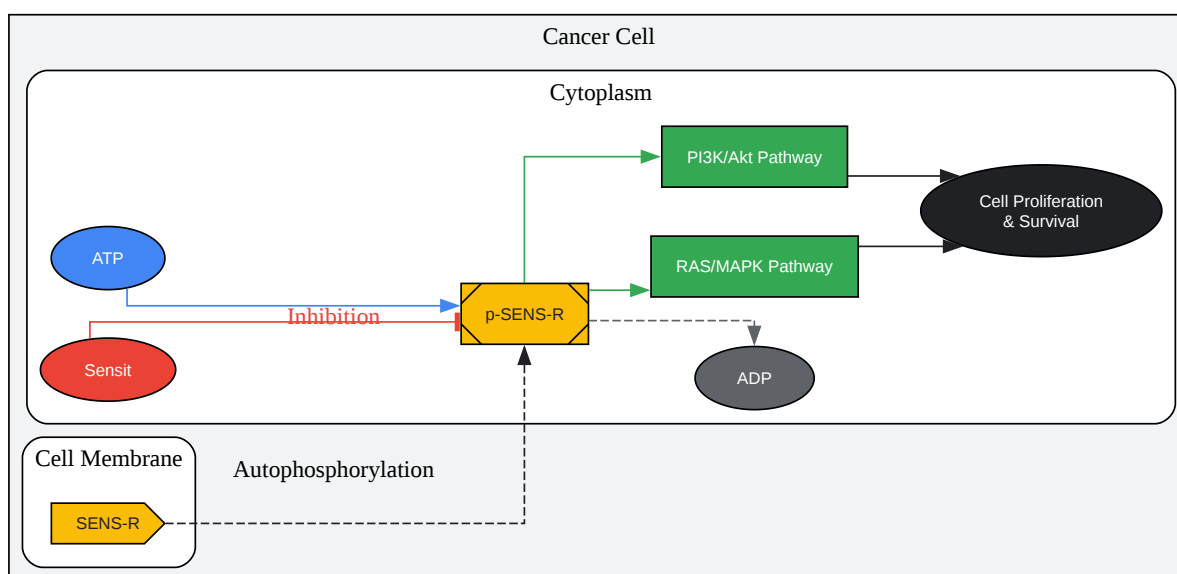 Cancer Cell
Cytoplasm
PI3K/Akt Pathway
Cell Proliferation
& Survival
ATP
RAS/MAPK Pathway
Inhibition
p-SENS-R
Sensit
ADP
Cell Membrane
Autophosphorylation
SENS-R